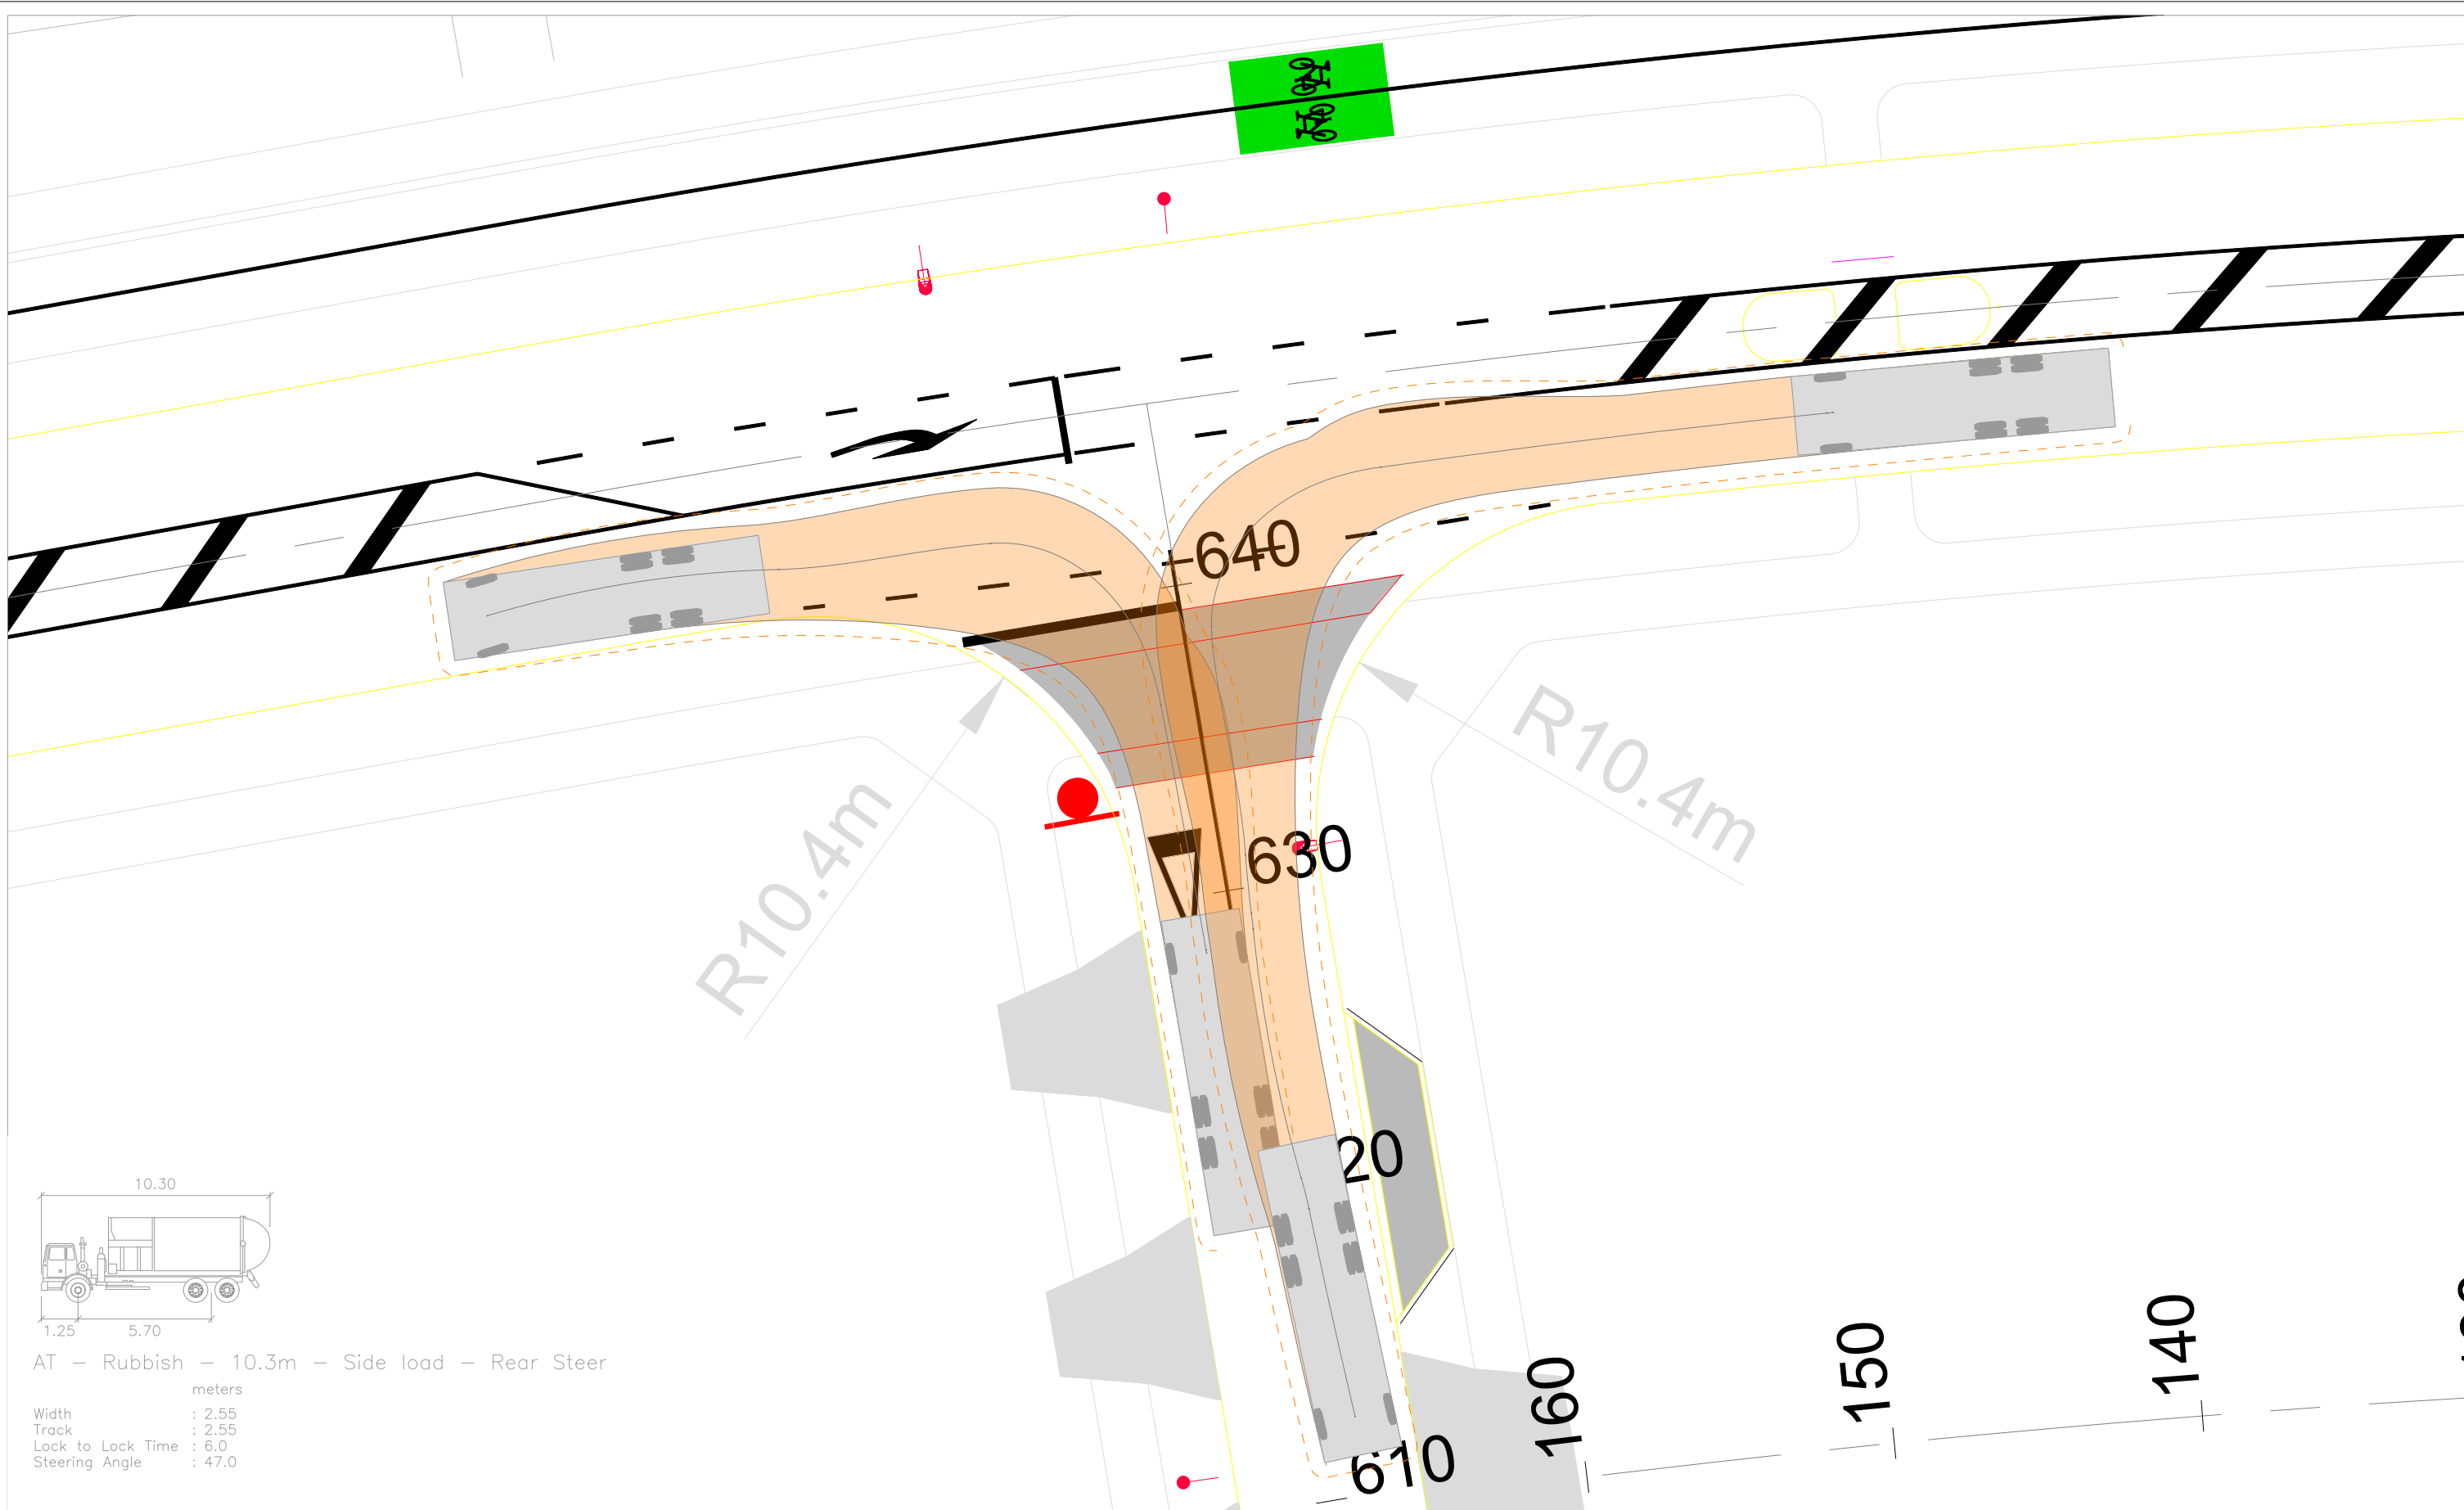 640
630
R10.4m
R10.4m
20
610
160
150
140
10.30
1.25
5.70
AT – Rubbish – 10.3m – Side load – Rear Steer
meters
Width : 2.55
Track : 2.55
Lock to Lock Time : 6.0
Steering Angle : 47.0